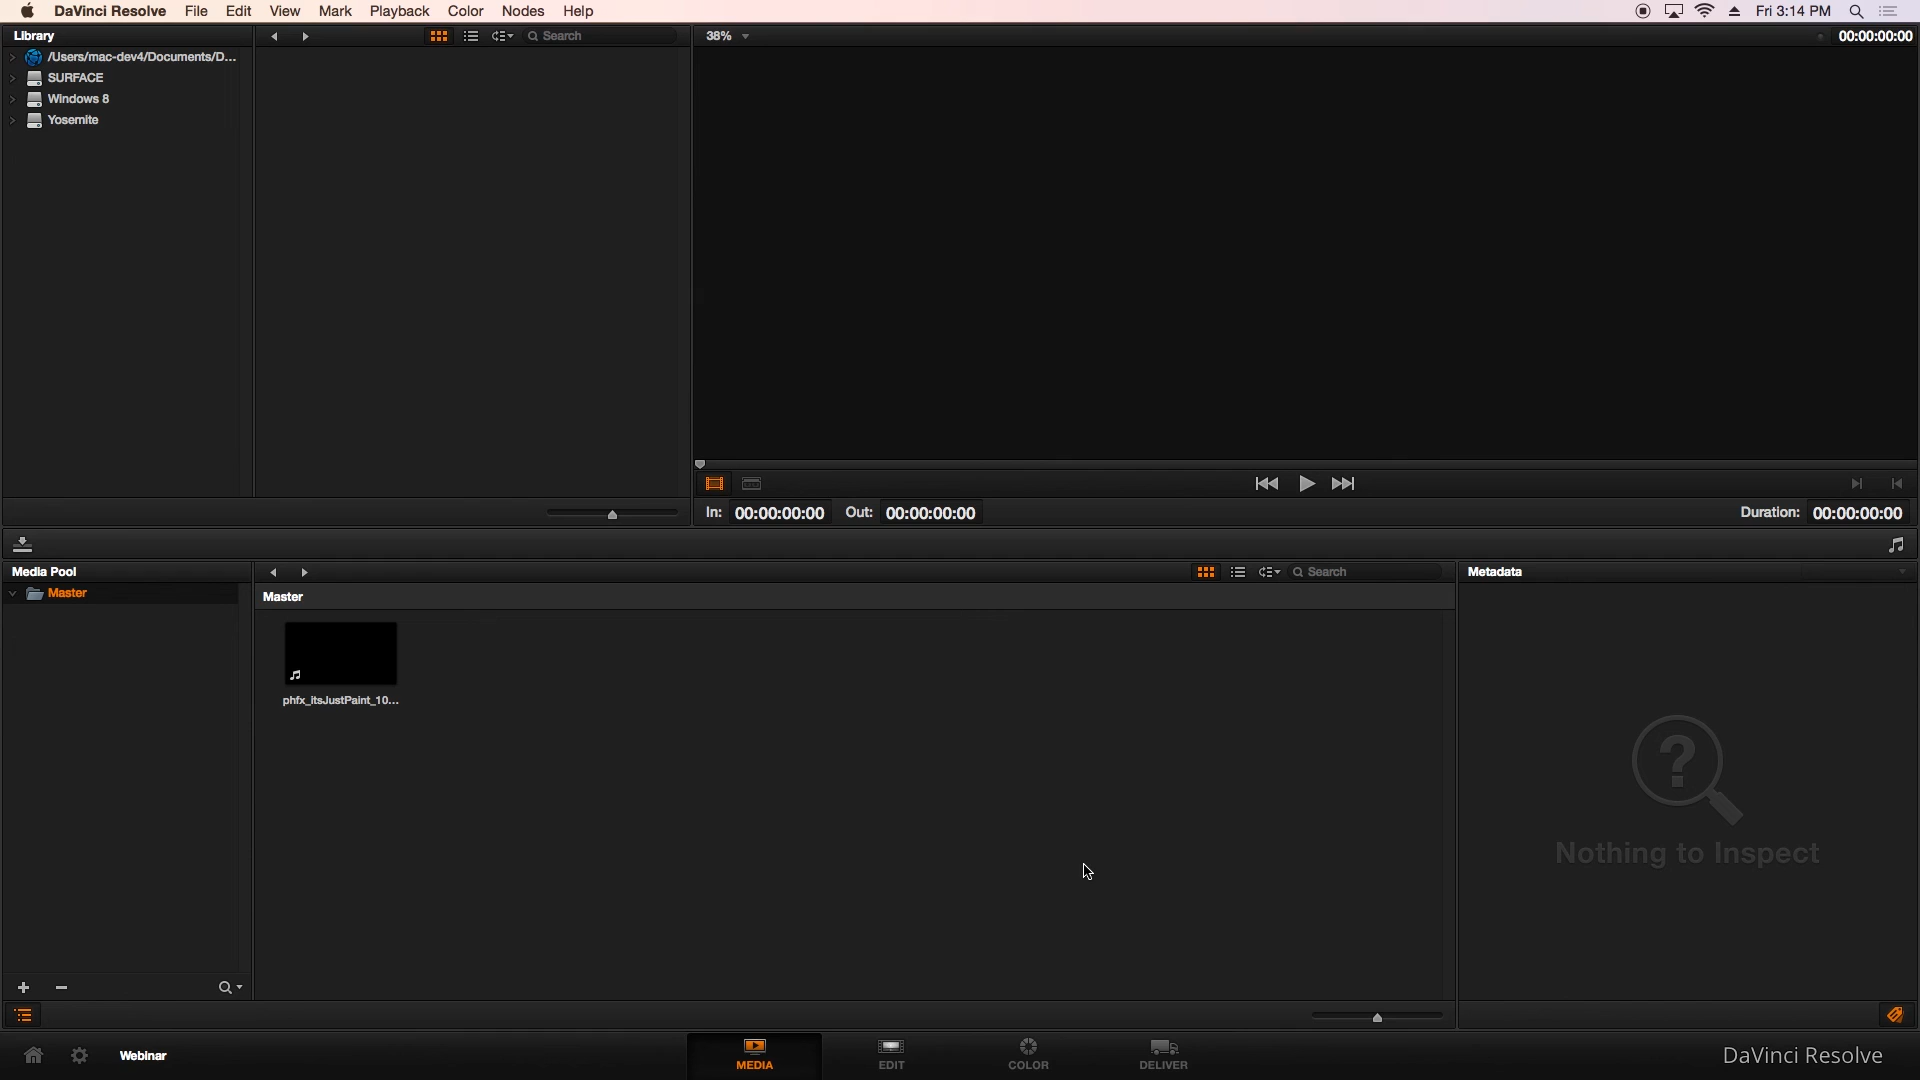 DaVinci Resolve File Edit View Mark Playback Color Nodes Help Fri 3:14 PM
Library Search 38% 00:00:00:00
/Users/mac-dev4/Documents/D...
SURFACE
Windows 8
Yosemite
In: 00:00:00:00 Out: 00:00:00:00 Duration: 00:00:00:00
Media Pool Search Metadata
Master
Master
phfx_itsJustPaint_10...
?
Nothing to Inspect
Webinar MEDIA EDIT COLOR DELIVER DaVinci Resolve